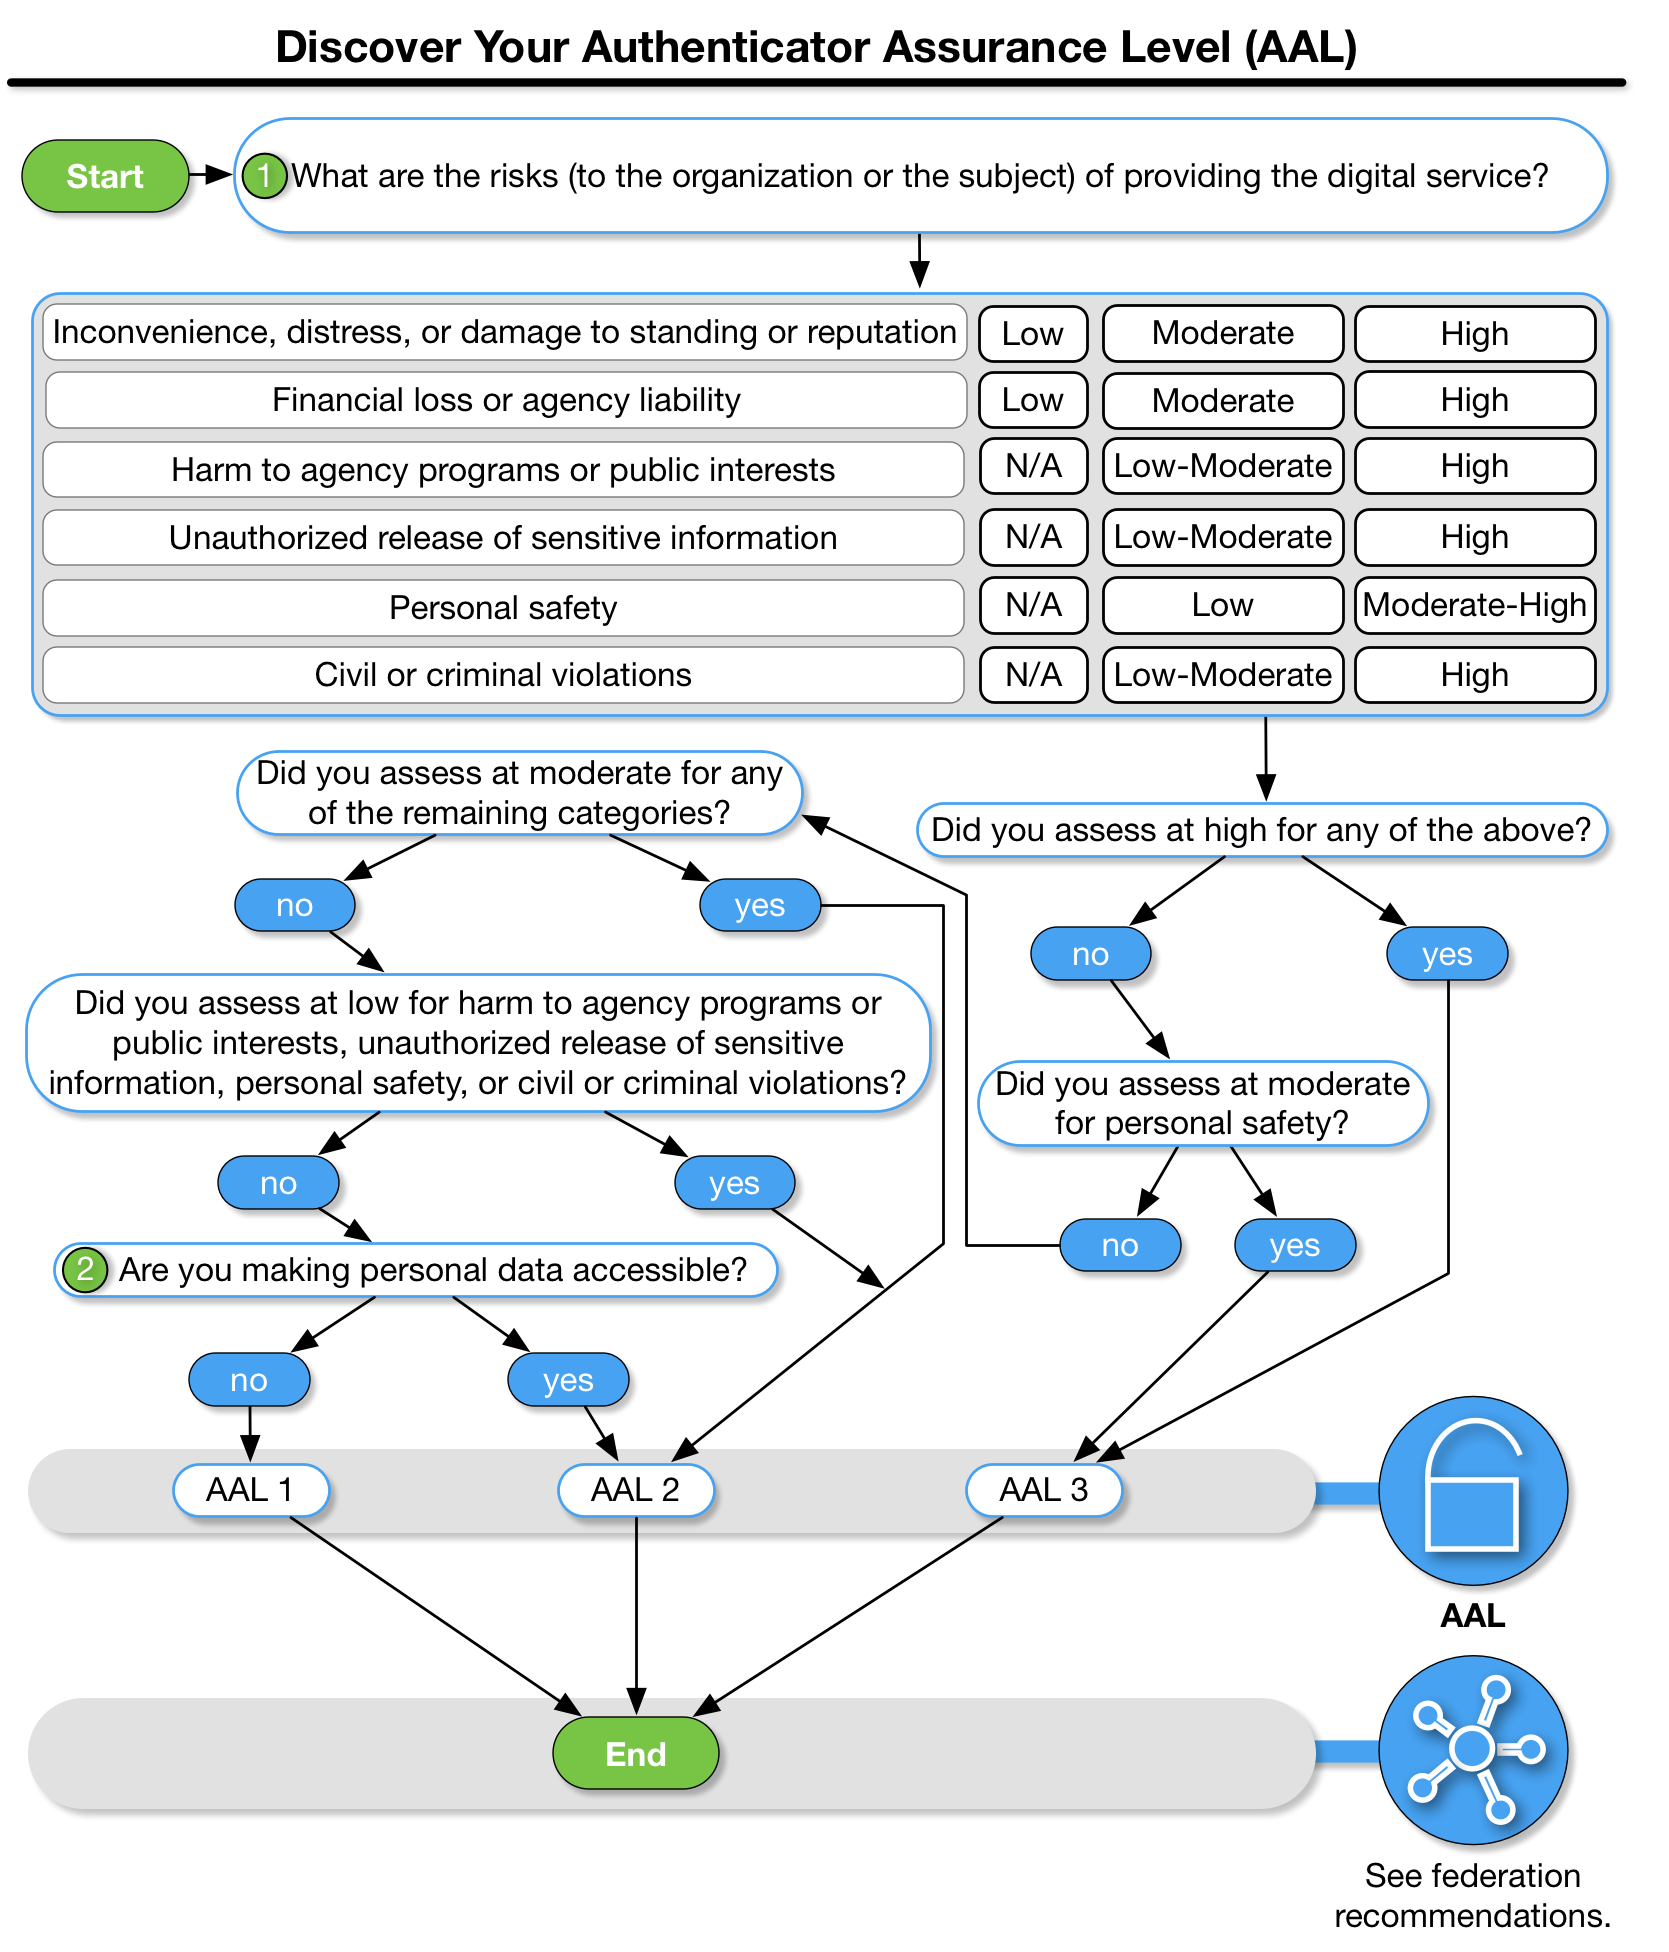 Discover Your Authenticator Assurance Level (AAL)
Start
1 What are the risks (to the organization or the subject) of providing the digital service?
Inconvenience, distress, or damage to standing or reputation Low Moderate High
Financial loss or agency liability Low Moderate High
Harm to agency programs or public interests N/A Low-Moderate High
Unauthorized release of sensitive information N/A Low-Moderate High
Personal safety N/A Low Moderate-High
Civil or criminal violations N/A Low-Moderate High
Did you assess at high for any of the above?
no yes
Did you assess at moderate
for personal safety?
no yes
Did you assess at moderate for any
of the remaining categories?
no yes
Did you assess at low for harm to agency programs or
public interests, unauthorized release of sensitive
information, personal safety, or civil or criminal violations?
no yes
2 Are you making personal data accessible?
no yes
AAL 1 AAL 2 AAL 3
AAL
End
See federation
recommendations.